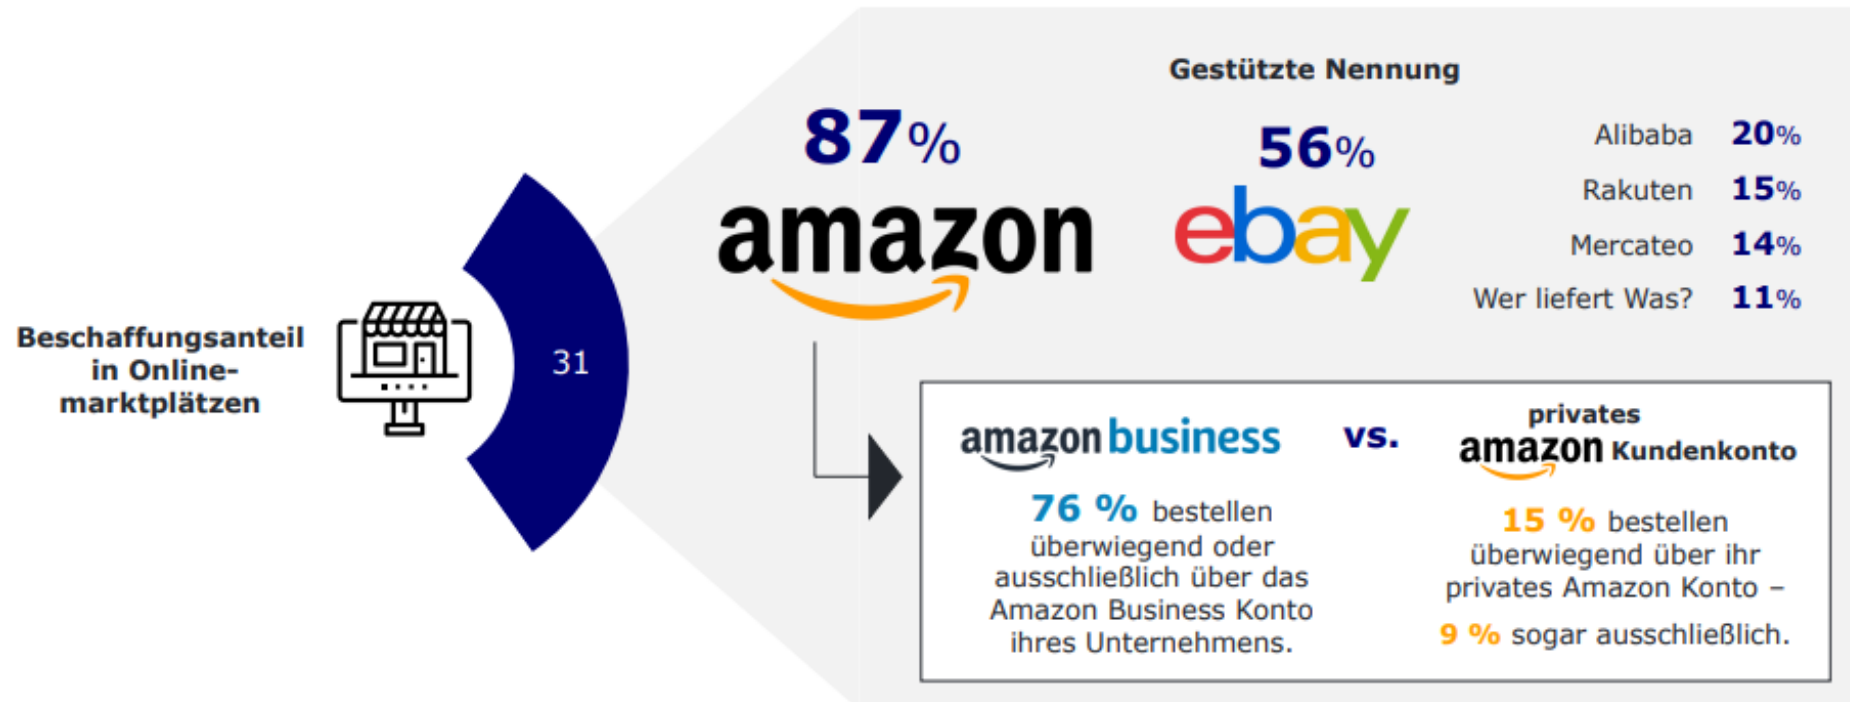 Beschaffungsanteil
in Online-
marktplätzen
31
Gestützte Nennung
87%
amazon
56%
ebay
Alibaba 20%
Rakuten 15%
Mercateo 14%
Wer liefert Was? 11%
amazon business
76 % bestellen
überwiegend oder
ausschließlich über das
Amazon Business Konto
ihres Unternehmens.
vs.
privates
amazon Kundenkonto
15 % bestellen
überwiegend über ihr
privates Amazon Konto –
9 % sogar ausschließlich.